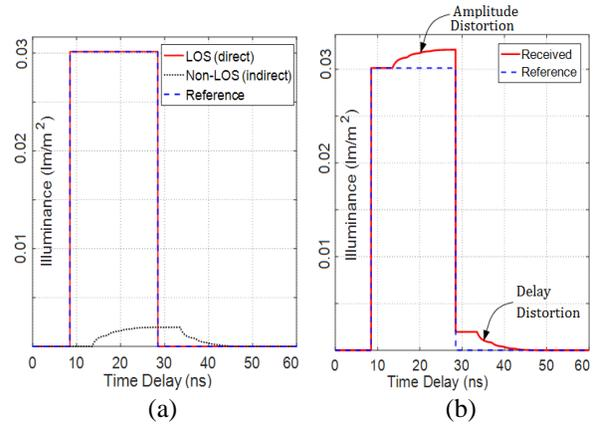 0.03
0.02
0.01
Illuminance (lm/m 2)
LOS (direct)
Non-LOS (indirect)
Reference
0 10 20 30 40 50 60
Time Delay (ns)
(a)
Amplitude
Distortion
0.03
0.02
0.01
Illuminance (lm/m 2)
Received
Reference
Delay
Distortion
0 10 20 30 40 50 60
Time Delay (ns)
(b)